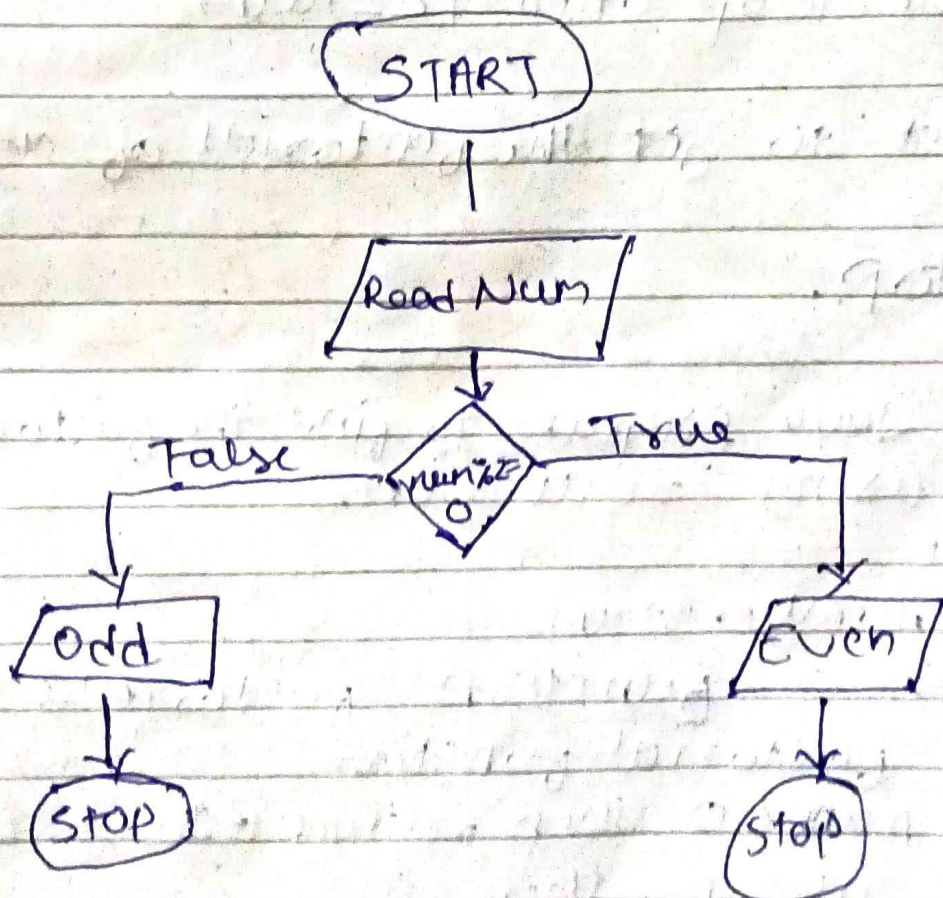 START
Read Num
False
True
num%2=
0
Odd
Even
Stop
Stop